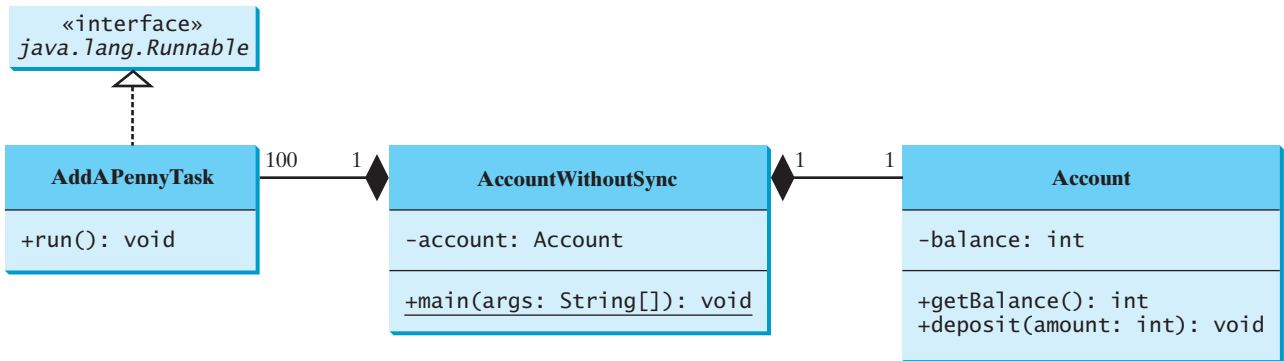 «interface»
java.lang.Runnable
100
1
1
1
AddAPennyTask
AccountWithoutSync
Account
+run(): void
-account: Account
-balance: int
+main(args: String[]): void
+getBalance(): int
+deposit(amount: int): void